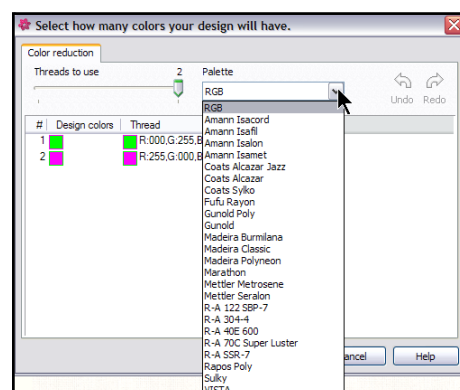 Select how many colors your design will have.
Color reduction
Threads to use 2 Palette
RGB
Undo Redo
# Design colors Thread
1 R:000,G:255,B
2 R:255,G:000,B
RGB
Amann Isacord
Amann Isafil
Amann Isalon
Amann Isamet
Coats Alcazar Jazz
Coats Alcazar
Coats Sylko
Fufu Rayon
Gunold Poly
Gunold
Madeira Burmilana
Madeira Classic
Madeira Polyneon
Marathon
Mettler Metrosene
Mettler Seralon
R-A 122 SBP-7
R-A 304-4
R-A 40E 600
R-A 70C Super Luster
R-A SSR-7
Rapos Poly
Sulky
VISTA
ancel Help